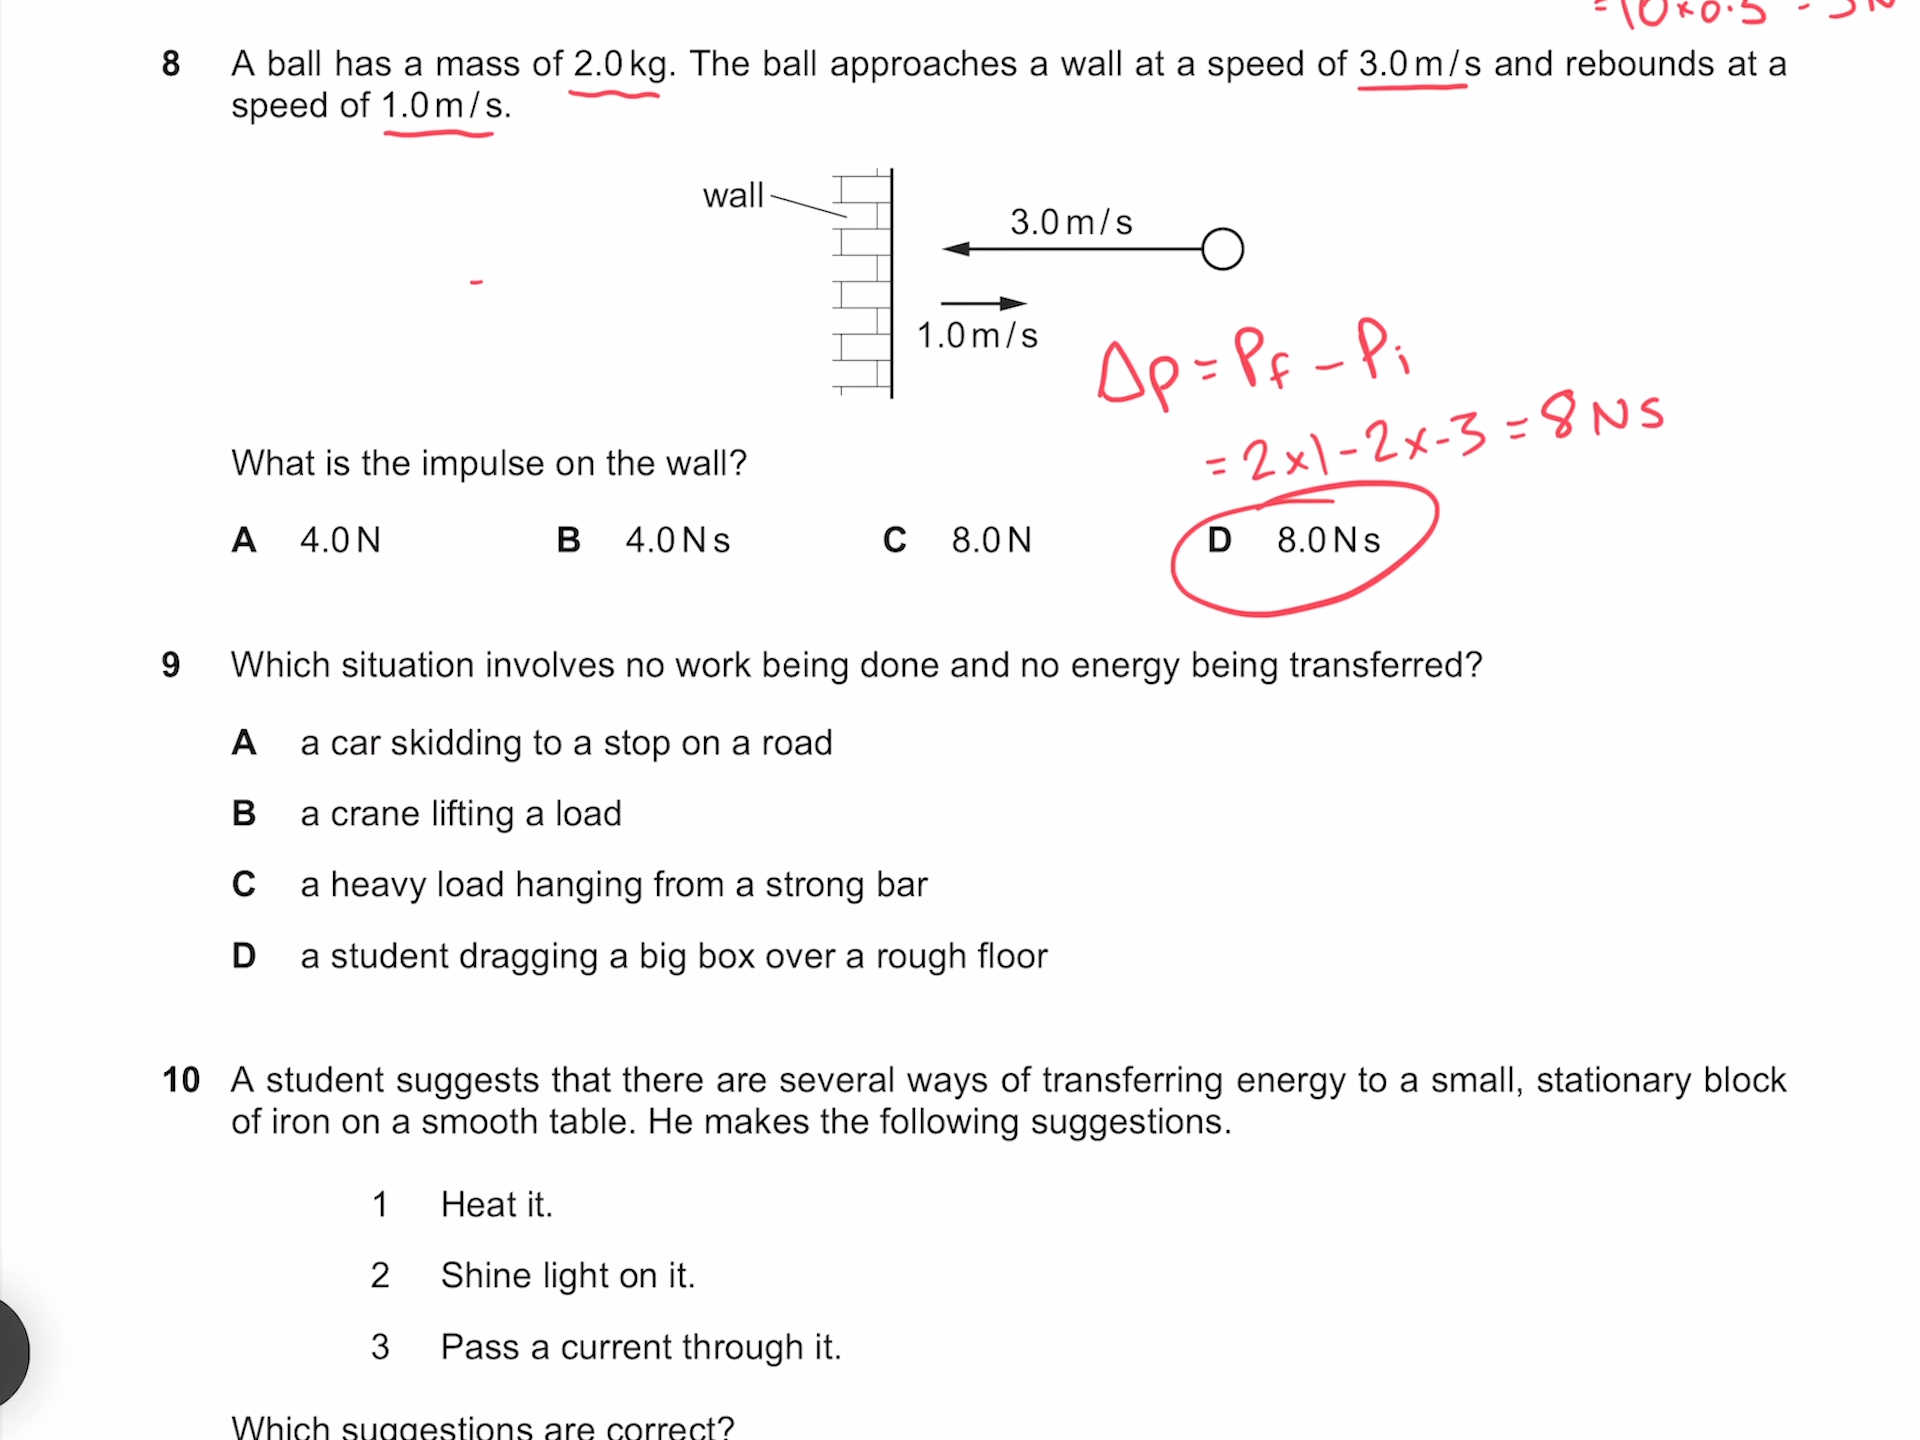 = 10 × 0.5 = 5N
8 A ball has a mass of 2.0 kg. The ball approaches a wall at a speed of 3.0 m / s and rebounds at a
speed of 1.0 m / s.
wall
3.0 m / s
1.0 m / s
Δp = Pf - Pi
= 2×1 - 2×-3 = 8 NS
What is the impulse on the wall?
A 4.0 N B 4.0 N s C 8.0 N D 8.0 N s
9 Which situation involves no work being done and no energy being transferred?
A a car skidding to a stop on a road
B a crane lifting a load
C a heavy load hanging from a strong bar
D a student dragging a big box over a rough floor
10 A student suggests that there are several ways of transferring energy to a small, stationary block
of iron on a smooth table. He makes the following suggestions.
1 Heat it.
2 Shine light on it.
3 Pass a current through it.
Which suggestions are correct?